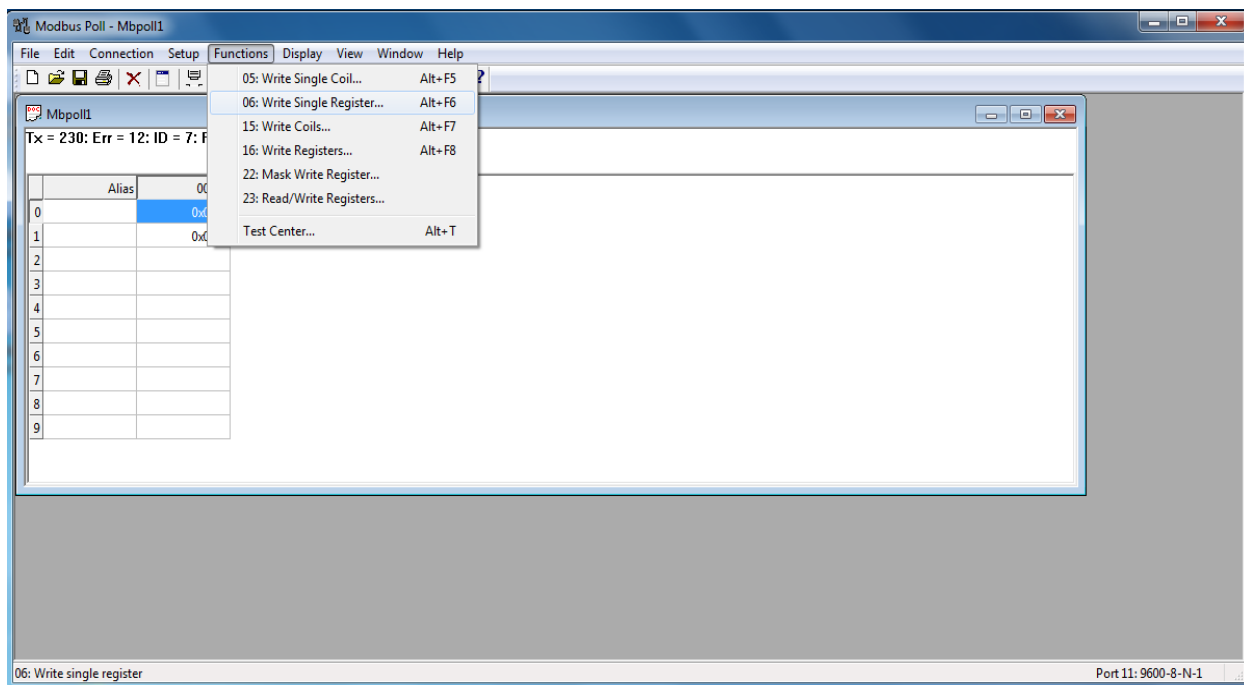 Modbus Poll - Mbpoll1
File Edit Connection Setup Functions Display View Window Help
05: Write Single Coil... Alt+F5
06: Write Single Register... Alt+F6
15: Write Coils... Alt+F7
16: Write Registers... Alt+F8
22: Mask Write Register...
23: Read/Write Registers...
Test Center... Alt+T
Mbpoll1
Tx = 230: Err = 12: ID = 7:
Alias 00
0 0x0
1 0x0
2
3
4
5
6
7
8
9
06: Write single register Port 11: 9600-8-N-1